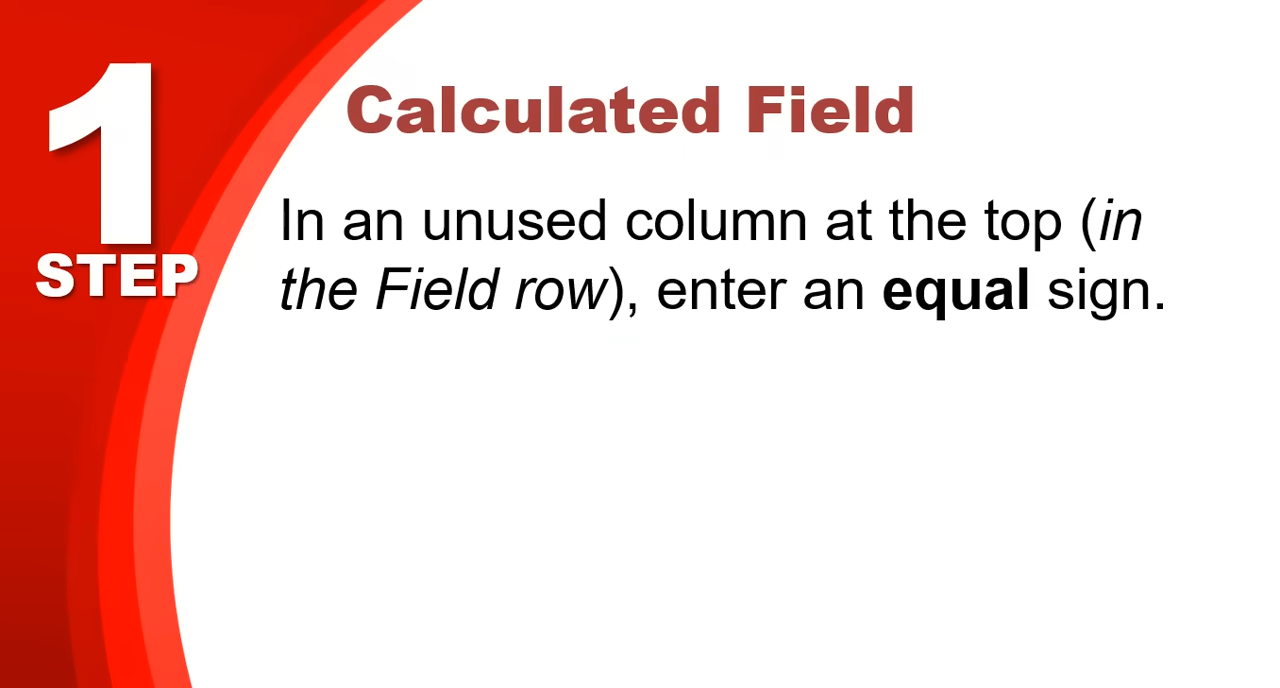 1
STEP
Calculated Field
In an unused column at the top (in
the Field row), enter an equal sign.